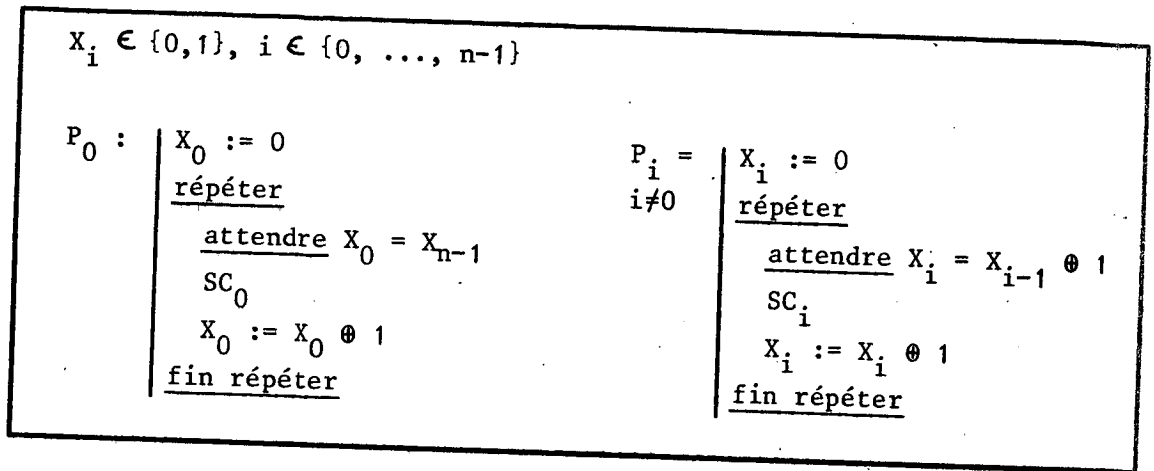 X_i ∈ {0,1}, i ∈ {0, ..., n-1}
P_0 :
X_0 := 0
répéter
attendre X_0 = X_{n-1}
SC_0
X_0 := X_0 ⊕ 1
fin répéter
P_i =
i≠0
X_i := 0
répéter
attendre X_i = X_{i-1} ⊕ 1
SC_i
X_i := X_i ⊕ 1
fin répéter